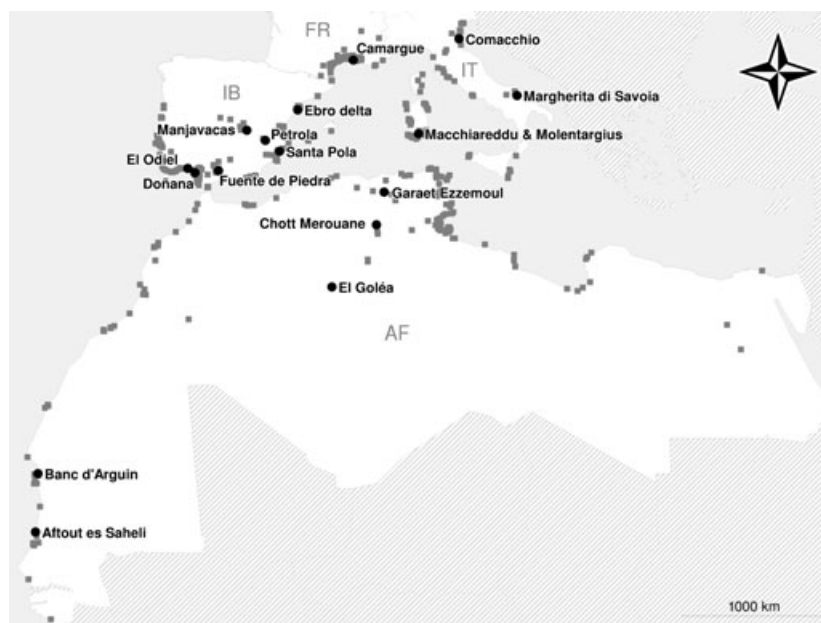 FR
Camargue
Comacchio
IT
IB
Ebro delta
Margherita di Savoia
Manjavacas
Petrola
Macchiareddu & Molentargius
Santa Pola
El Odiel
Doñana
Fuente de Piedra
Garaet Ezzemoul
Chott Merouane
El Goléa
AF
Banc d'Arguin
Aftout es Saheli
1000 km